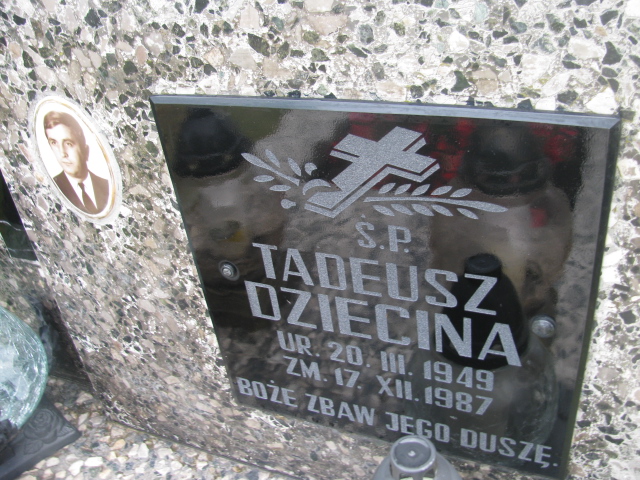 Ś.P
TADEUSZ
DZIECINA
UR. 20. III. 1949
ZM. 17. XII. 1987
BOŻE ZBAW JEGO DUSZĘ.